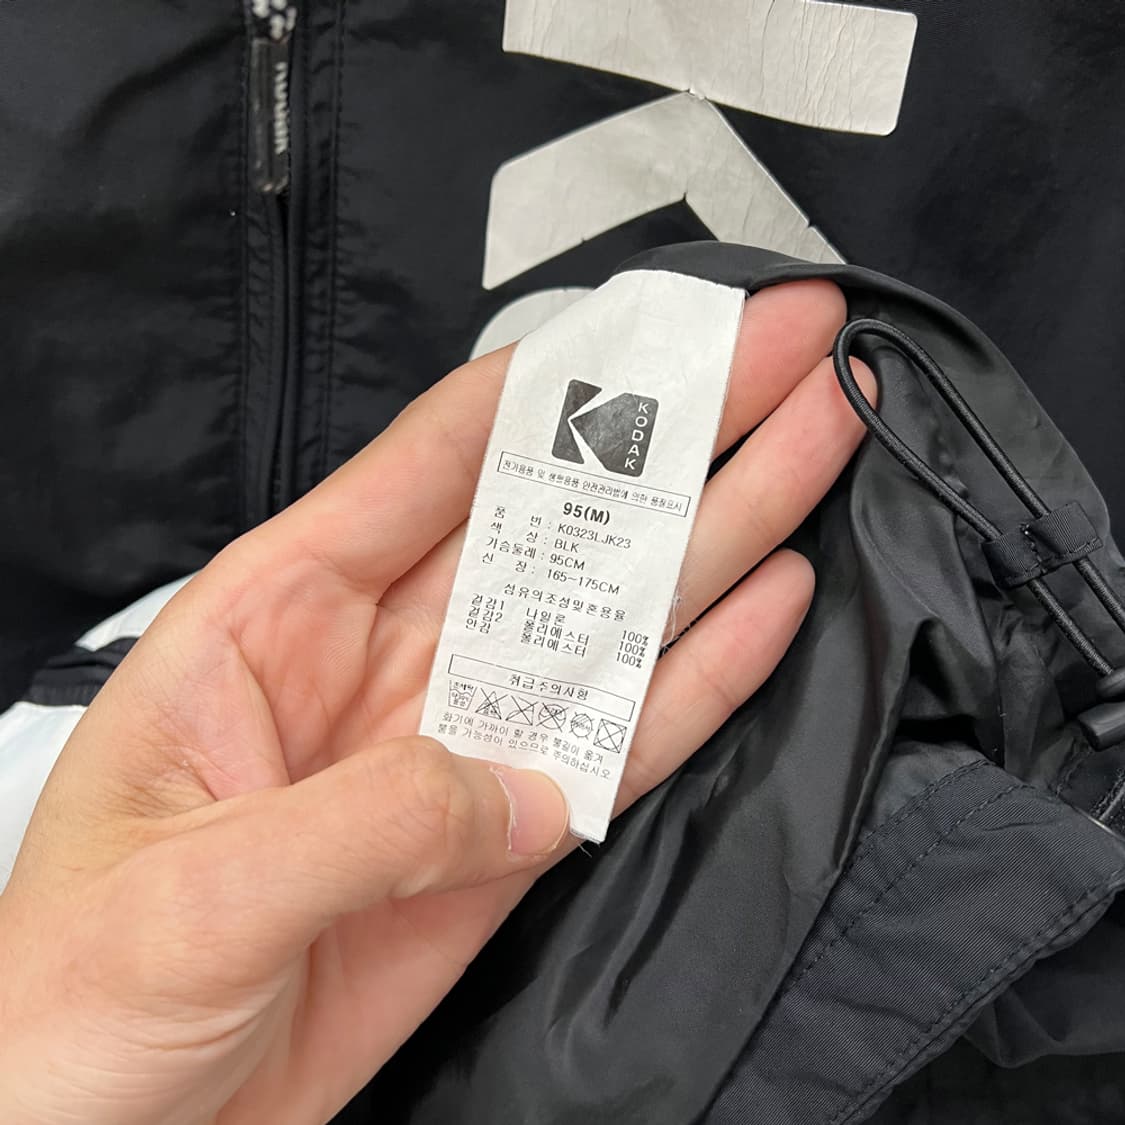 KODAK
전기용품 및 생활용품 안전관리법에 의한 품질표시
95(M)
품 번 : K0323LJK23
색 상 : BLK
가슴둘레 : 95CM
신 장 : 165~175CM
섬유의조성및혼용율
겉감1 나일론 100%
겉감2 폴리에스터 100%
안감 폴리에스터 100%
취급주의사항
화기에 가까이 할 경우 불길이 옮겨
붙을 가능성이 있으므로 주의하십시오